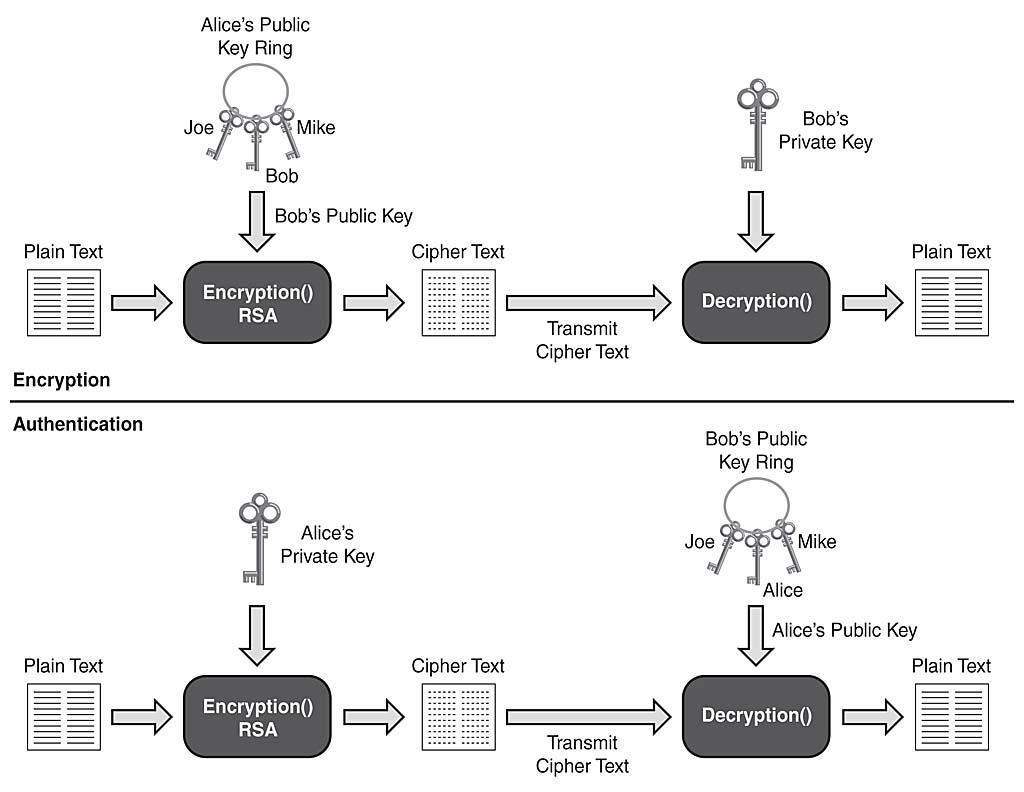 Alice's Public
Key Ring
Joe
Mike
Bob
Bob's
Private Key
Bob's Public Key
Plain Text
Encryption()
RSA
Cipher Text
Transmit
Cipher Text
Decryption()
Plain Text
Encryption
Authentication
Alice's
Private Key
Bob's Public
Key Ring
Joe
Mike
Alice
Alice's Public Key
Plain Text
Encryption()
RSA
Cipher Text
Transmit
Cipher Text
Decryption()
Plain Text